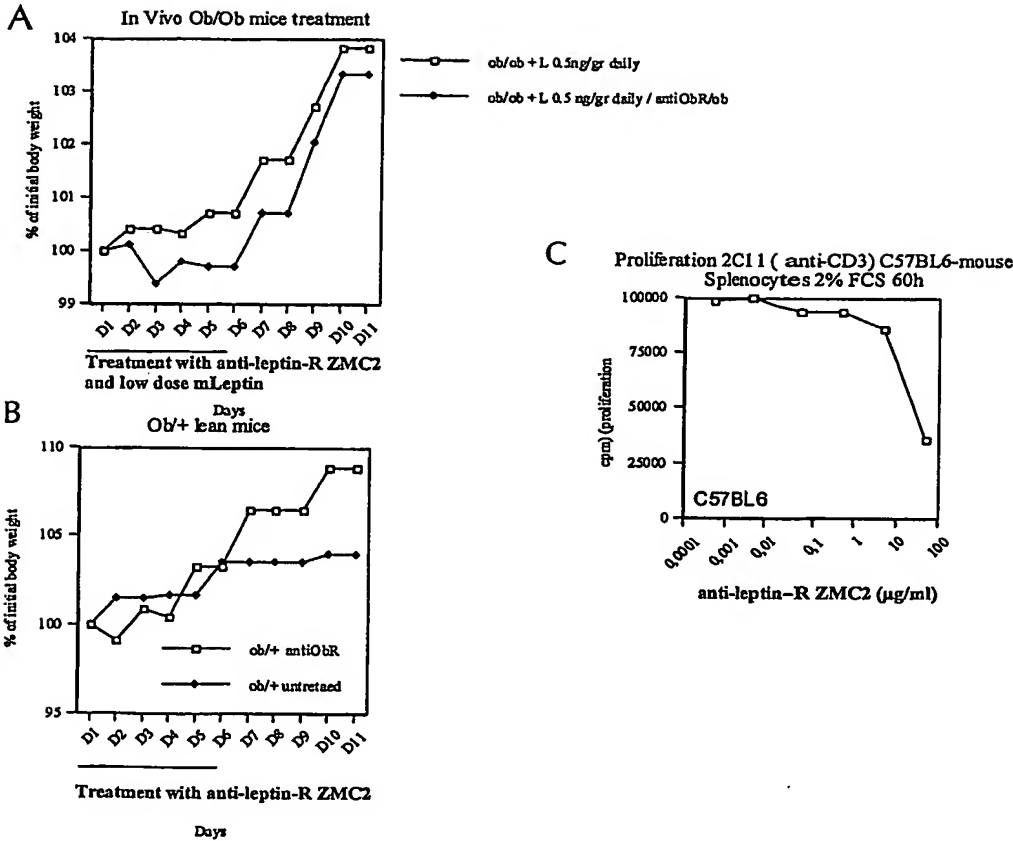 A
In Vivo Ob/Ob mice treatment
104
103
102
101
100
99
% of initial body weight
D1 D2 D3 D4 D5 D6 D7 D8 D9 D10 D11
ob/ob + L 0.5ng/gr daily
ob/ob + L 0.5 ng/gr daily / antiObR/ob
Treatment with anti-leptin-R ZMC2
and low dose mLeptin
Days
B
Ob/+ lean mice
110
105
100
95
% of initial body weight
ob/+ antiObR
ob/+ untretaed
D1 D2 D3 D4 D5 D6 D7 D8 D9 D10 D11
Treatment with anti-leptin-R ZMC2
Days
C
Proliferation 2C11 ( anti-CD3) C57BL6-mouse
Splenocytes 2% FCS 60h
100000
75000
50000
25000
0
cpm) (proliferation
C57BL6
0,0001 0,001 0,01 0,1 1 10 100
anti-leptin-R ZMC2 (µg/ml)